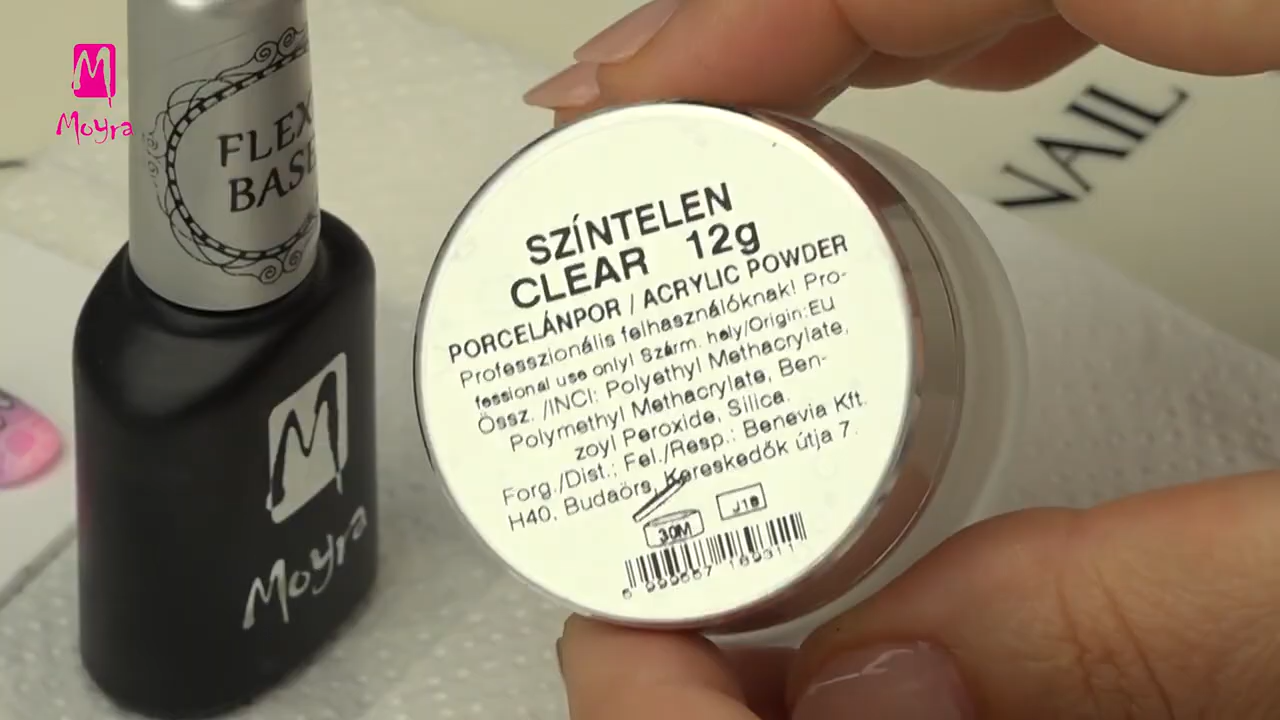 Moyra
FLEXI
BASE
Moyra
NAIL
SZÍNTELEN
CLEAR 12g
PORCELÁNPOR / ACRYLIC POWDER
Professzionális felhasználóknak! Pro-
fessional use only! Szárm. hely/Origin:EU
Össz. /INCI: Polyethyl Methacrylate,
Polymethyl Methacrylate, Ben-
zoyl Peroxide, Silica.
Forg./Dist.; Fel./Resp.: Benevia Kft.
H40. Budaörs, Kereskedők útja 7.
30M